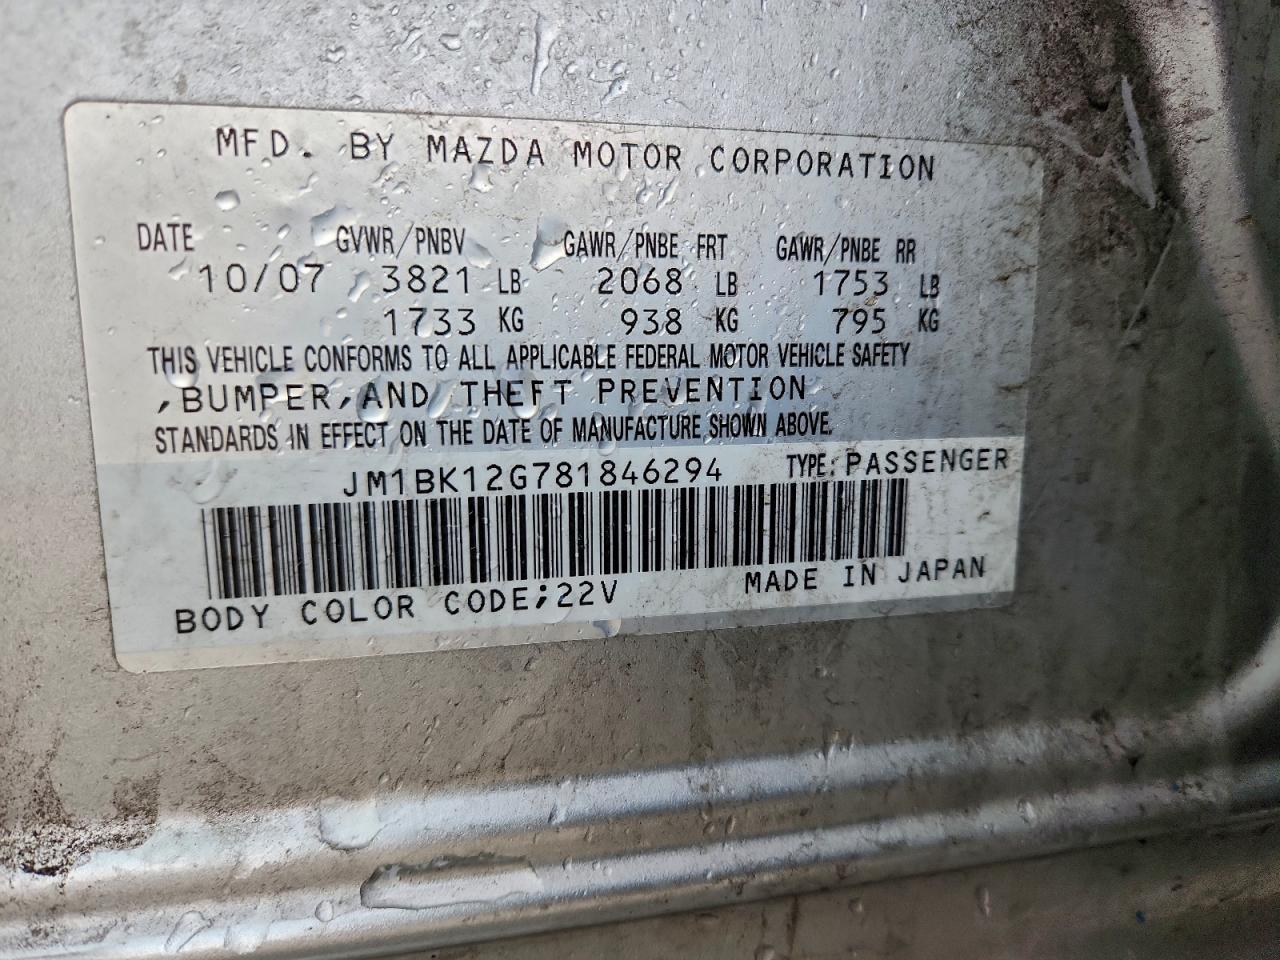 MFD. BY MAZDA MOTOR CORPORATION
DATE GVWR/PNBV GAWR/PNBE FRT GAWR/PNBE RR
10/07 3821 LB 2068 LB 1753 LB
1733 KG 938 KG 795 KG
THIS VEHICLE CONFORMS TO ALL APPLICABLE FEDERAL MOTOR VEHICLE SAFETY
,BUMPER,AND THEFT PREVENTION
STANDARDS IN EFFECT ON THE DATE OF MANUFACTURE SHOWN ABOVE.
JM1BK12G781846294 TYPE: PASSENGER
BODY COLOR CODE;22V MADE IN JAPAN